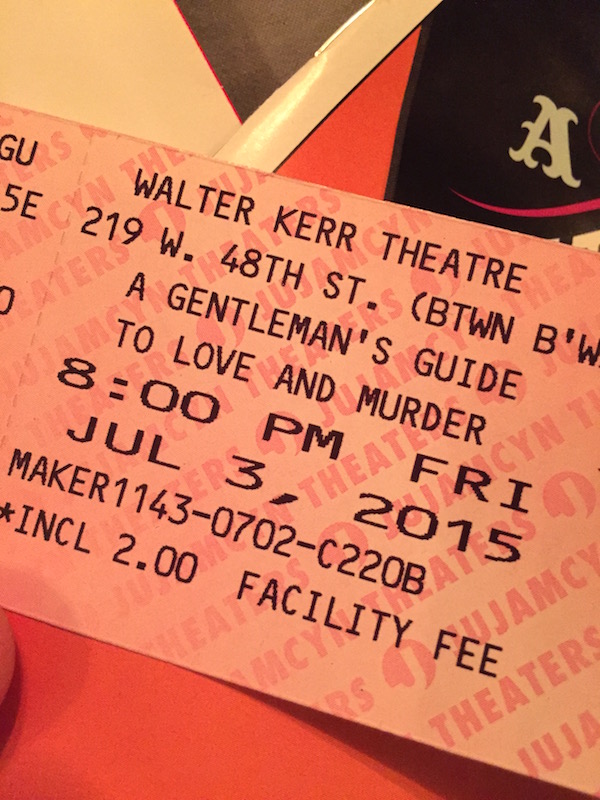 GU
5E
0
WALTER KERR THEATRE
219 W. 48TH ST. (BTWN B'W
A GENTLEMAN'S GUIDE
TO LOVE AND MURDER
8:00 PM FRI
JUL 3, 2015
MAKER1143-0702-C220B
*INCL 2.00 FACILITY FEE
JUJAMCYN THEATERS
A